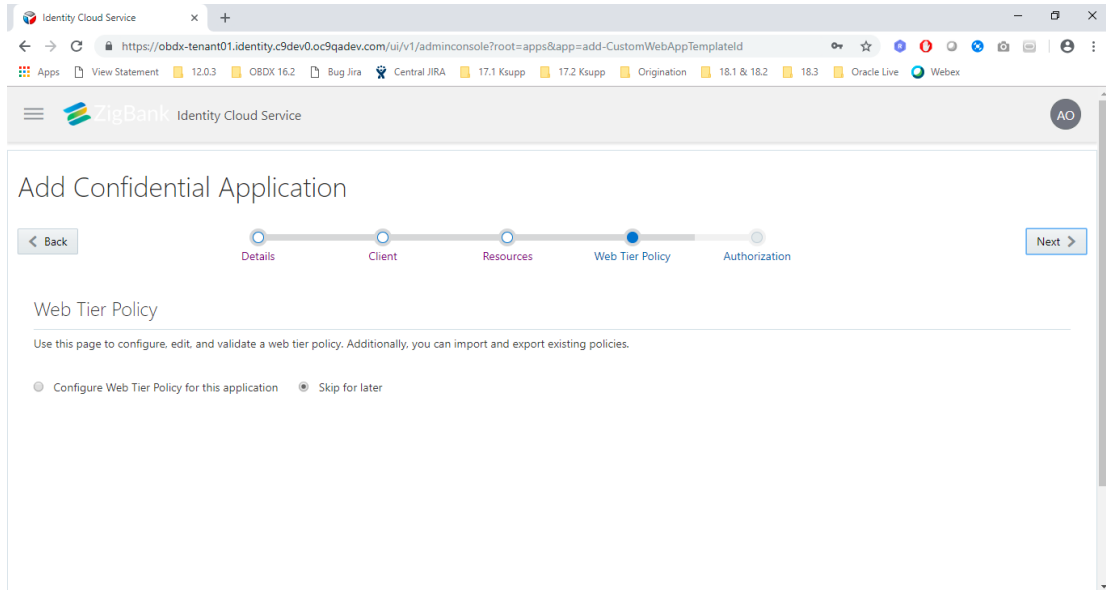 Identity Cloud Service
https://obdx-tenant01.identity.c9dev0.oc9qadev.com/ui/v1/adminconsole?root=apps&app=add-CustomWebAppTemplateId
Apps View Statement 12.0.3 OBDX 16.2 Bug Jira Central JIRA 17.1 Ksupp 17.2 Ksupp Origination 18.1 & 18.2 18.3 Oracle Live Webex
ZigBank Identity Cloud Service AO
Add Confidential Application
Back Next
Details Client Resources Web Tier Policy Authorization
Web Tier Policy
Use this page to configure, edit, and validate a web tier policy. Additionally, you can import and export existing policies.
Configure Web Tier Policy for this application Skip for later